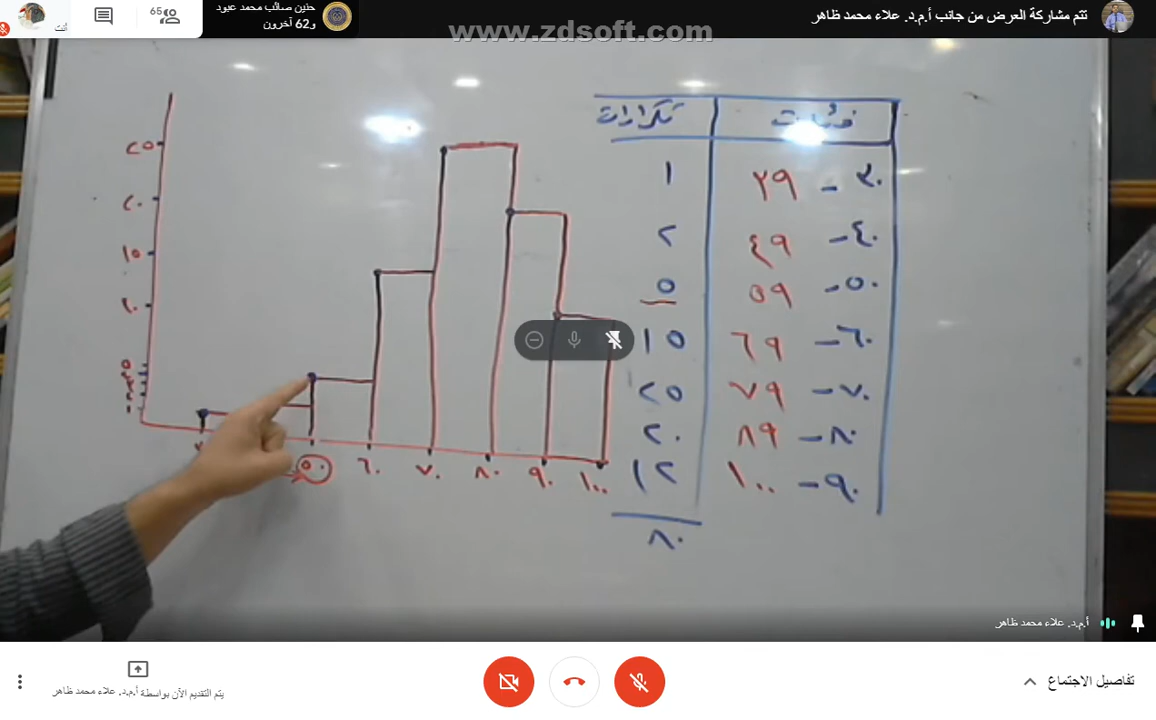 تتم مشاركة العرض من جانب أ.م.د. علاء محمد ظاهر
حنين صائب محمد عبود
و62 آخرون
65
أنت
www.zdsoft.com
فئات تكرارات
٣٠ - ٣٩ ١
٤٠ - ٤٩ ٢
٥٠ - ٥٩ ٥
٦٠ - ٦٩ ١٥
٧٠ - ٧٩ ٢٥
٨٠ - ٨٩ ٢٠
٩٠ - ١٠٠ ١٢
٨٠
٢٥
٢٠
١٥
١٠
٥
٥٠ ٦٠ ٧٠ ٨٠ ٩٠ ١٠٠
أ.م.د. علاء محمد ظاهر
تفاصيل الاجتماع
يتم التقديم الآن بواسطة أ.م.د. علاء محمد ظاهر